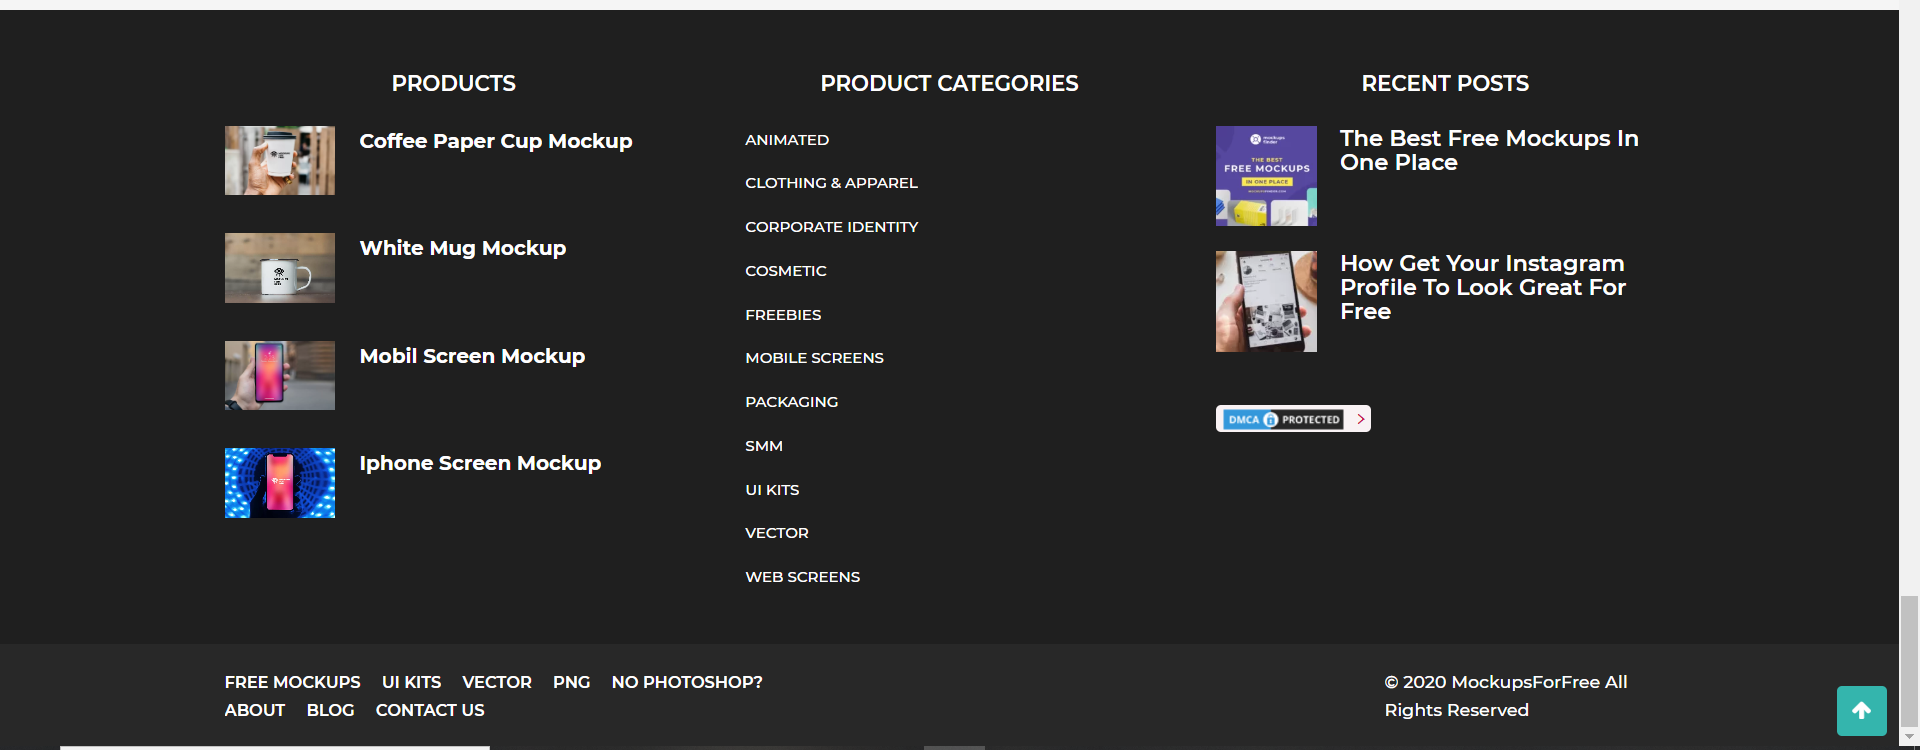 PRODUCTS
Coffee Paper Cup Mockup
White Mug Mockup
Mobil Screen Mockup
Iphone Screen Mockup
PRODUCT CATEGORIES
ANIMATED
CLOTHING & APPAREL
CORPORATE IDENTITY
COSMETIC
FREEBIES
MOBILE SCREENS
PACKAGING
SMM
UI KITS
VECTOR
WEB SCREENS
RECENT POSTS
mockups
finder
THE BEST
FREE MOCKUPS
IN ONE PLACE
The Best Free Mockups In
One Place
How Get Your Instagram
Profile To Look Great For
Free
DMCA PROTECTED
FREE MOCKUPS UI KITS VECTOR PNG NO PHOTOSHOP?
ABOUT BLOG CONTACT US
© 2020 MockupsForFree All
Rights Reserved